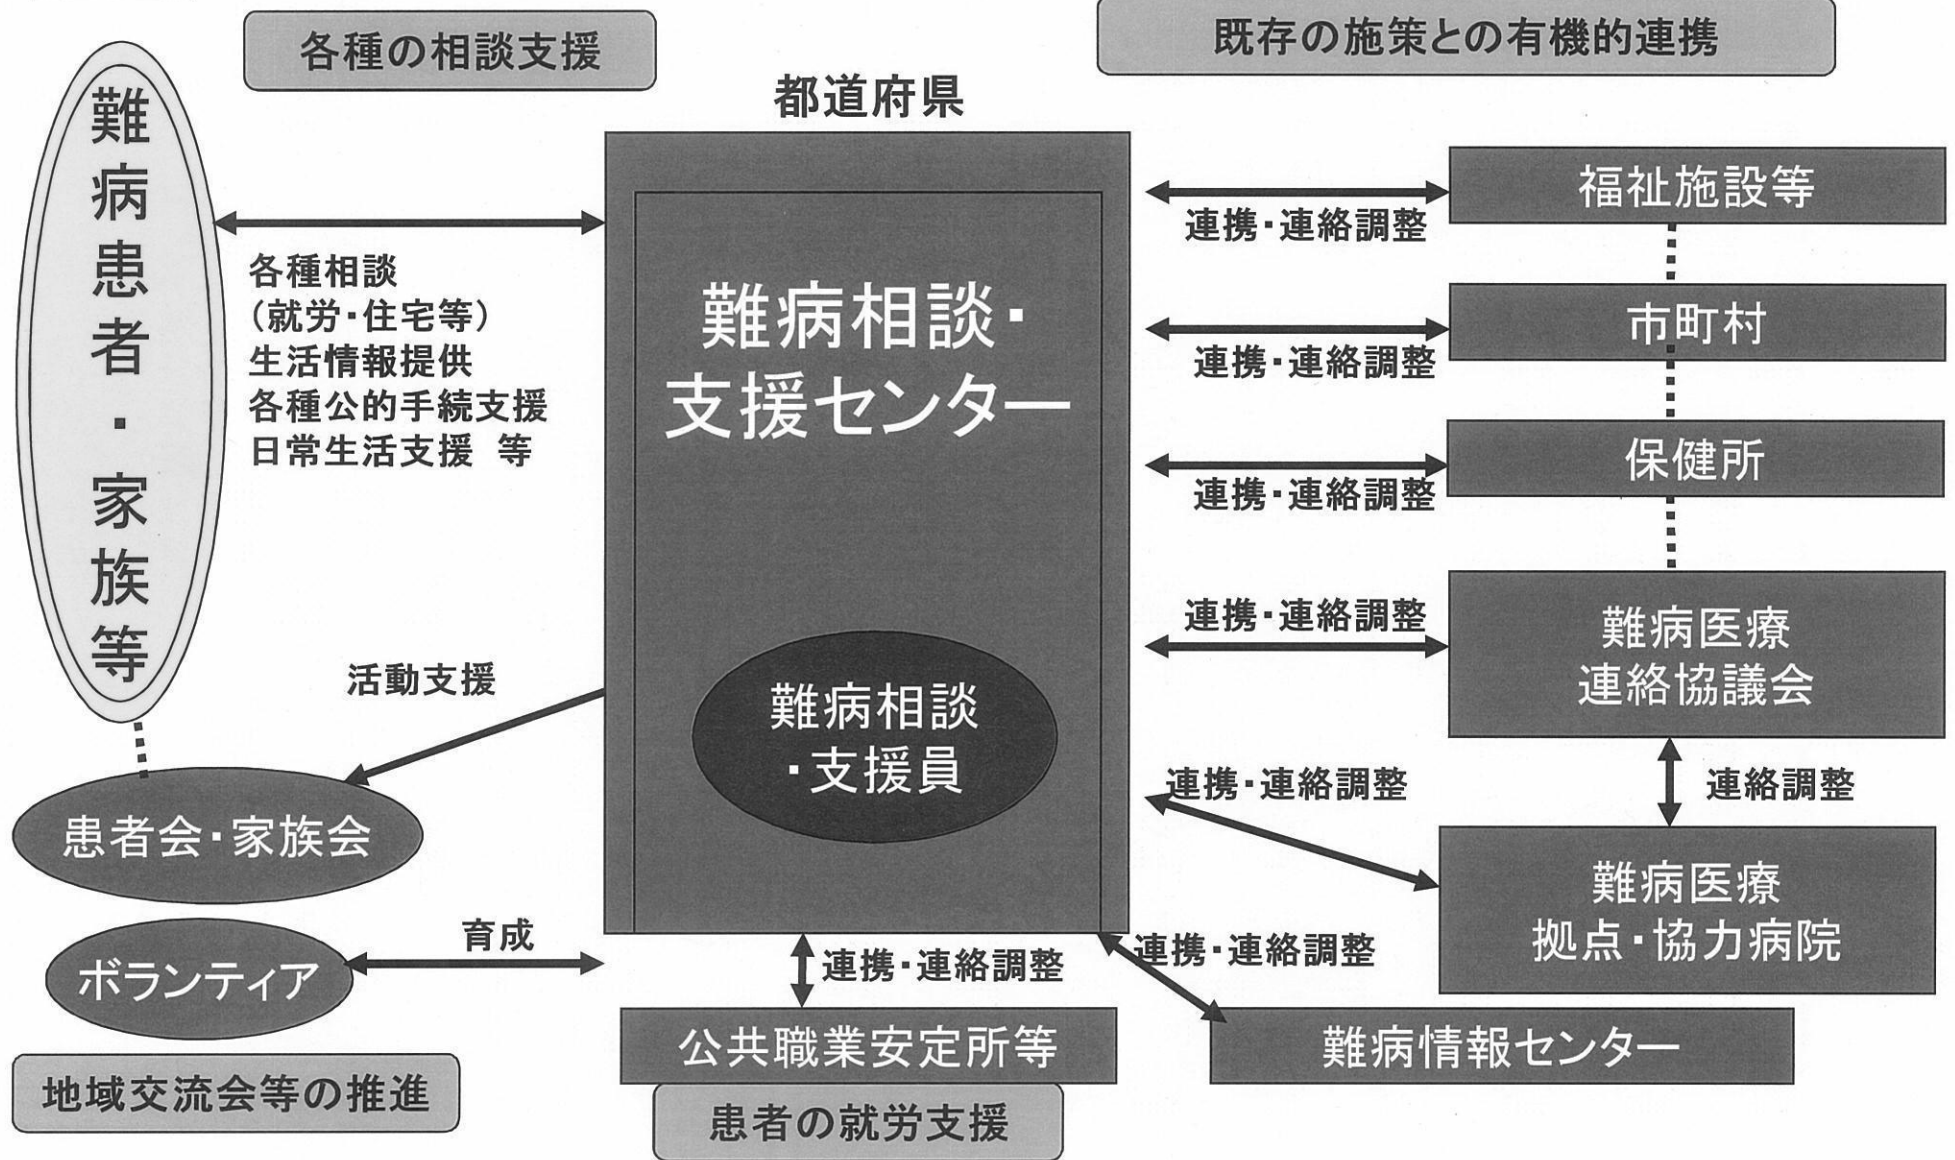 各種の相談支援
既存の施策との有機的連携
都道府県
難病患者・家族等
各種相談
(就労・住宅等)
生活情報提供
各種公的手続支援
日常生活支援 等
難病相談・
支援センター
難病相談
・支援員
連携・連絡調整
福祉施設等
連携・連絡調整
市町村
連携・連絡調整
保健所
連携・連絡調整
難病医療
連絡協議会
連絡調整
連携・連絡調整
難病医療
拠点・協力病院
連携・連絡調整
難病情報センター
活動支援
患者会・家族会
育成
ボランティア
地域交流会等の推進
連携・連絡調整
公共職業安定所等
患者の就労支援